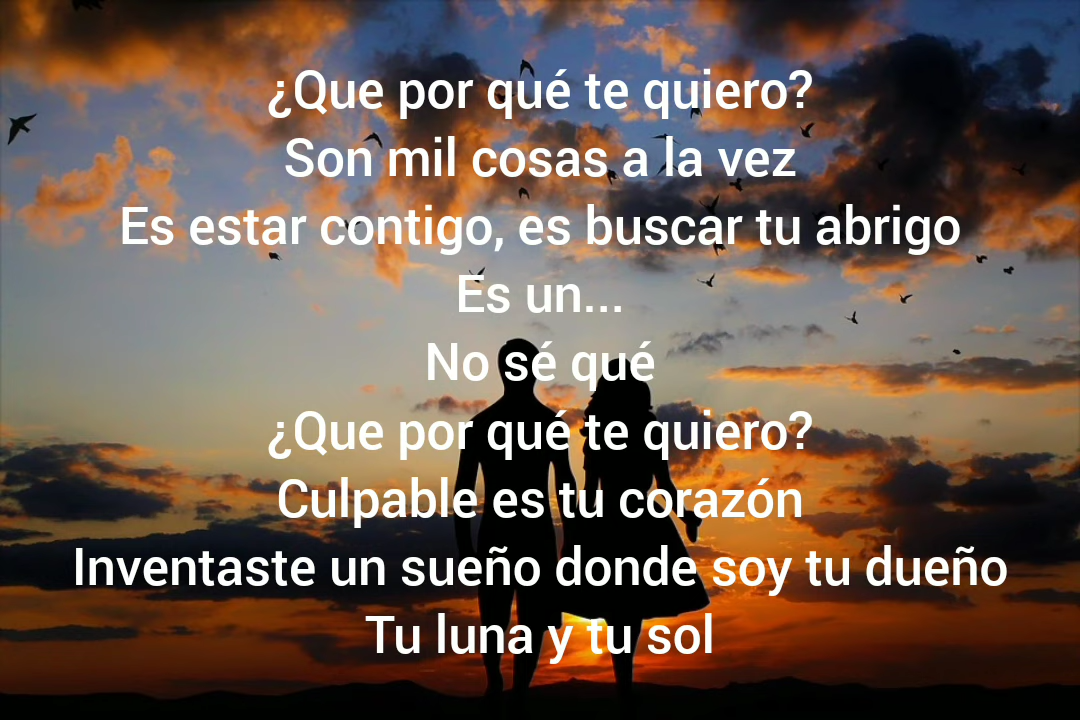 ¿Que por qué te quiero?
Son mil cosas a la vez
Es estar contigo, es buscar tu abrigo
Es un...
No sé qué
¿Que por qué te quiero?
Culpable es tu corazón
Inventaste un sueño donde soy tu dueño
Tu luna y tu sol